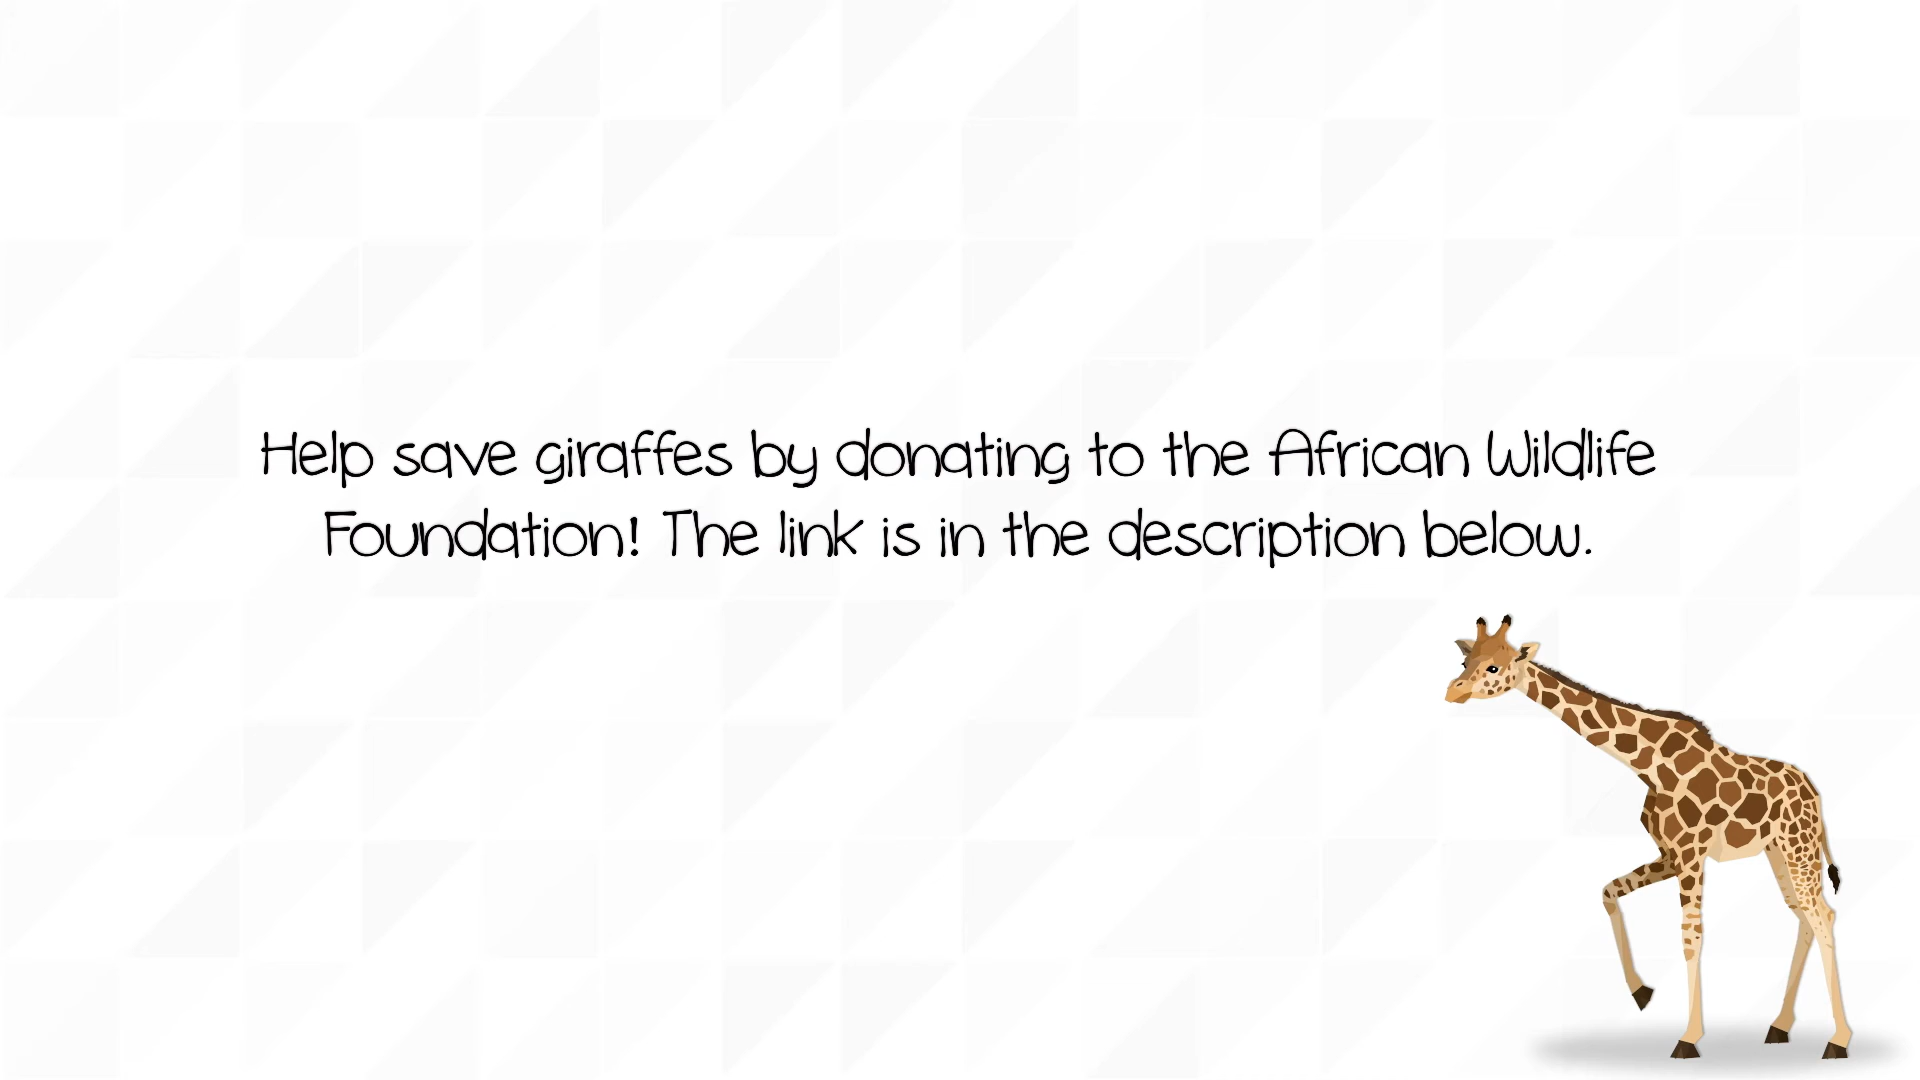 Help save giraffes by donating to the African Wildlife
Foundation! The link is in the description below.